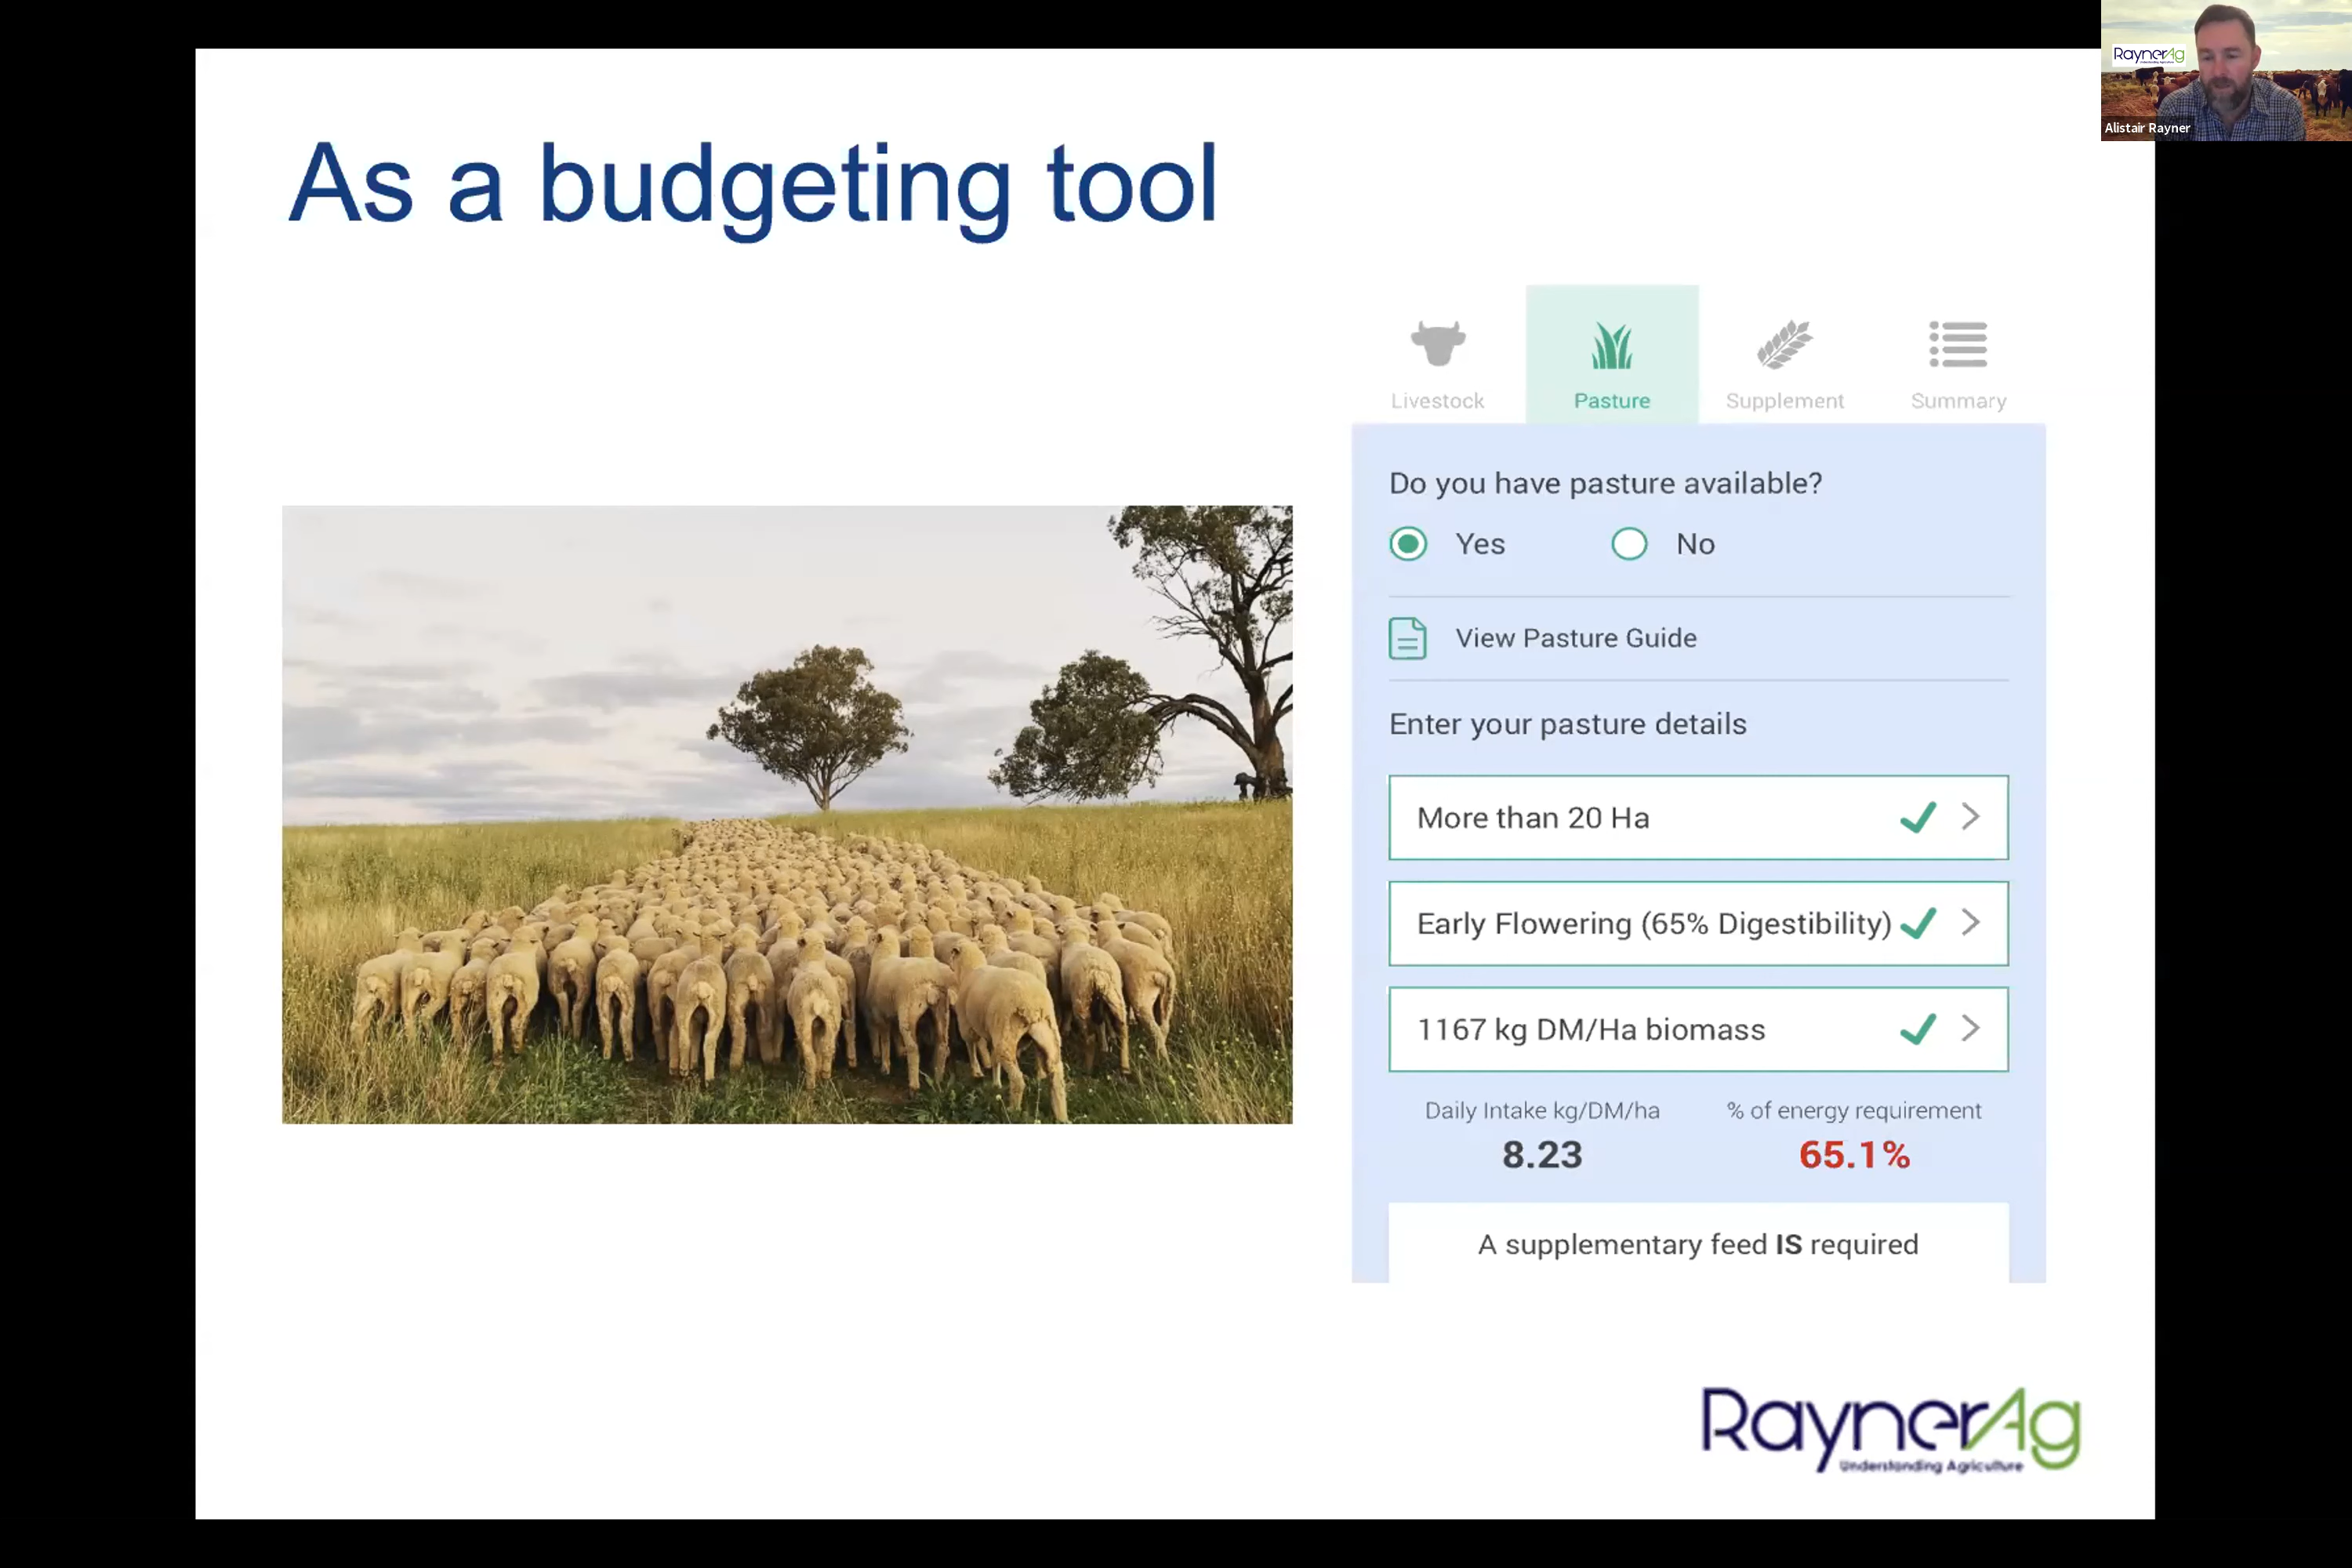 RaynerAg
Alistair Rayner
As a budgeting tool
Livestock
Pasture
Supplement
Summary
Do you have pasture available?
Yes
No
View Pasture Guide
Enter your pasture details
More than 20 Ha
Early Flowering (65% Digestibility)
1167 kg DM/Ha biomass
Daily Intake kg/DM/ha
% of energy requirement
8.23
65.1%
A supplementary feed IS required
RaynerAg
Understanding Agriculture